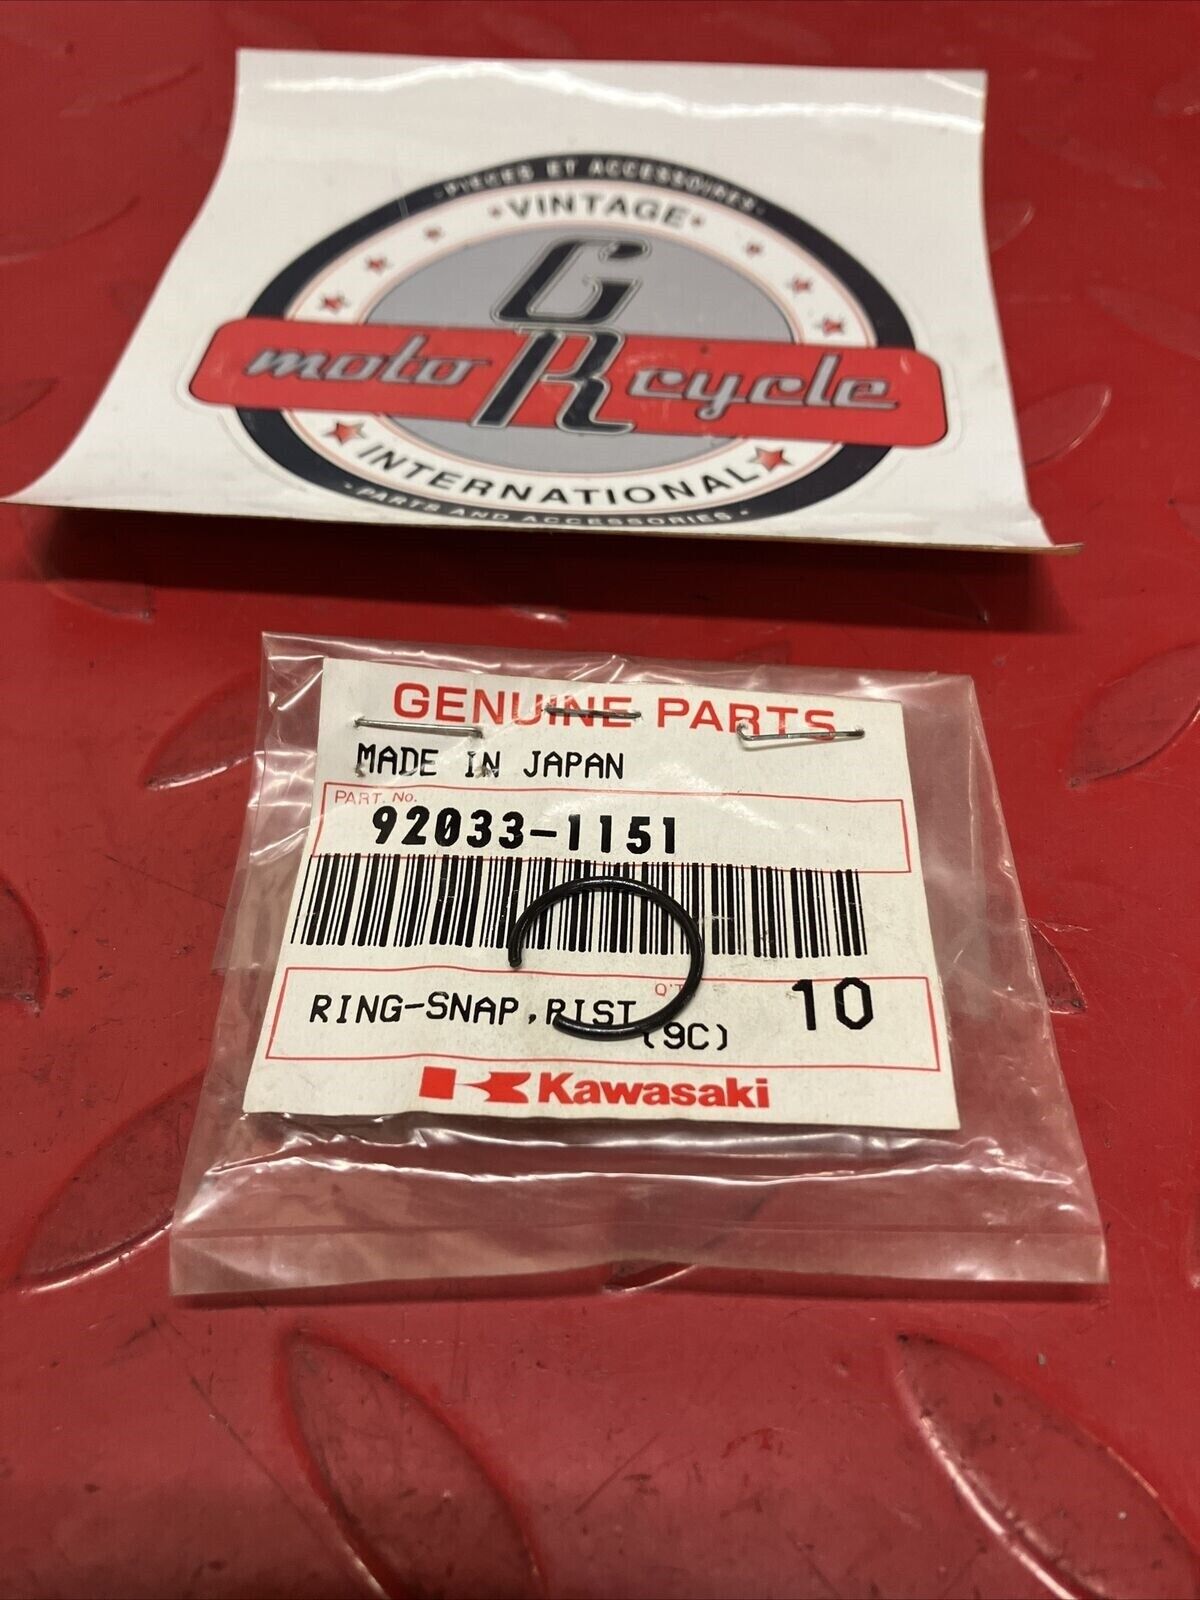 ·PIECES ET ACCESSOIRES·
·VINTAGE·
GR
moto cycle
INTERNATIONAL
·PARTS AND ACCESSORIES·
GENUINE PARTS
MADE IN JAPAN
PART. No.
92033-1151
Q'T
RING-SNAP,PIST 10
(9C)
Kawasaki